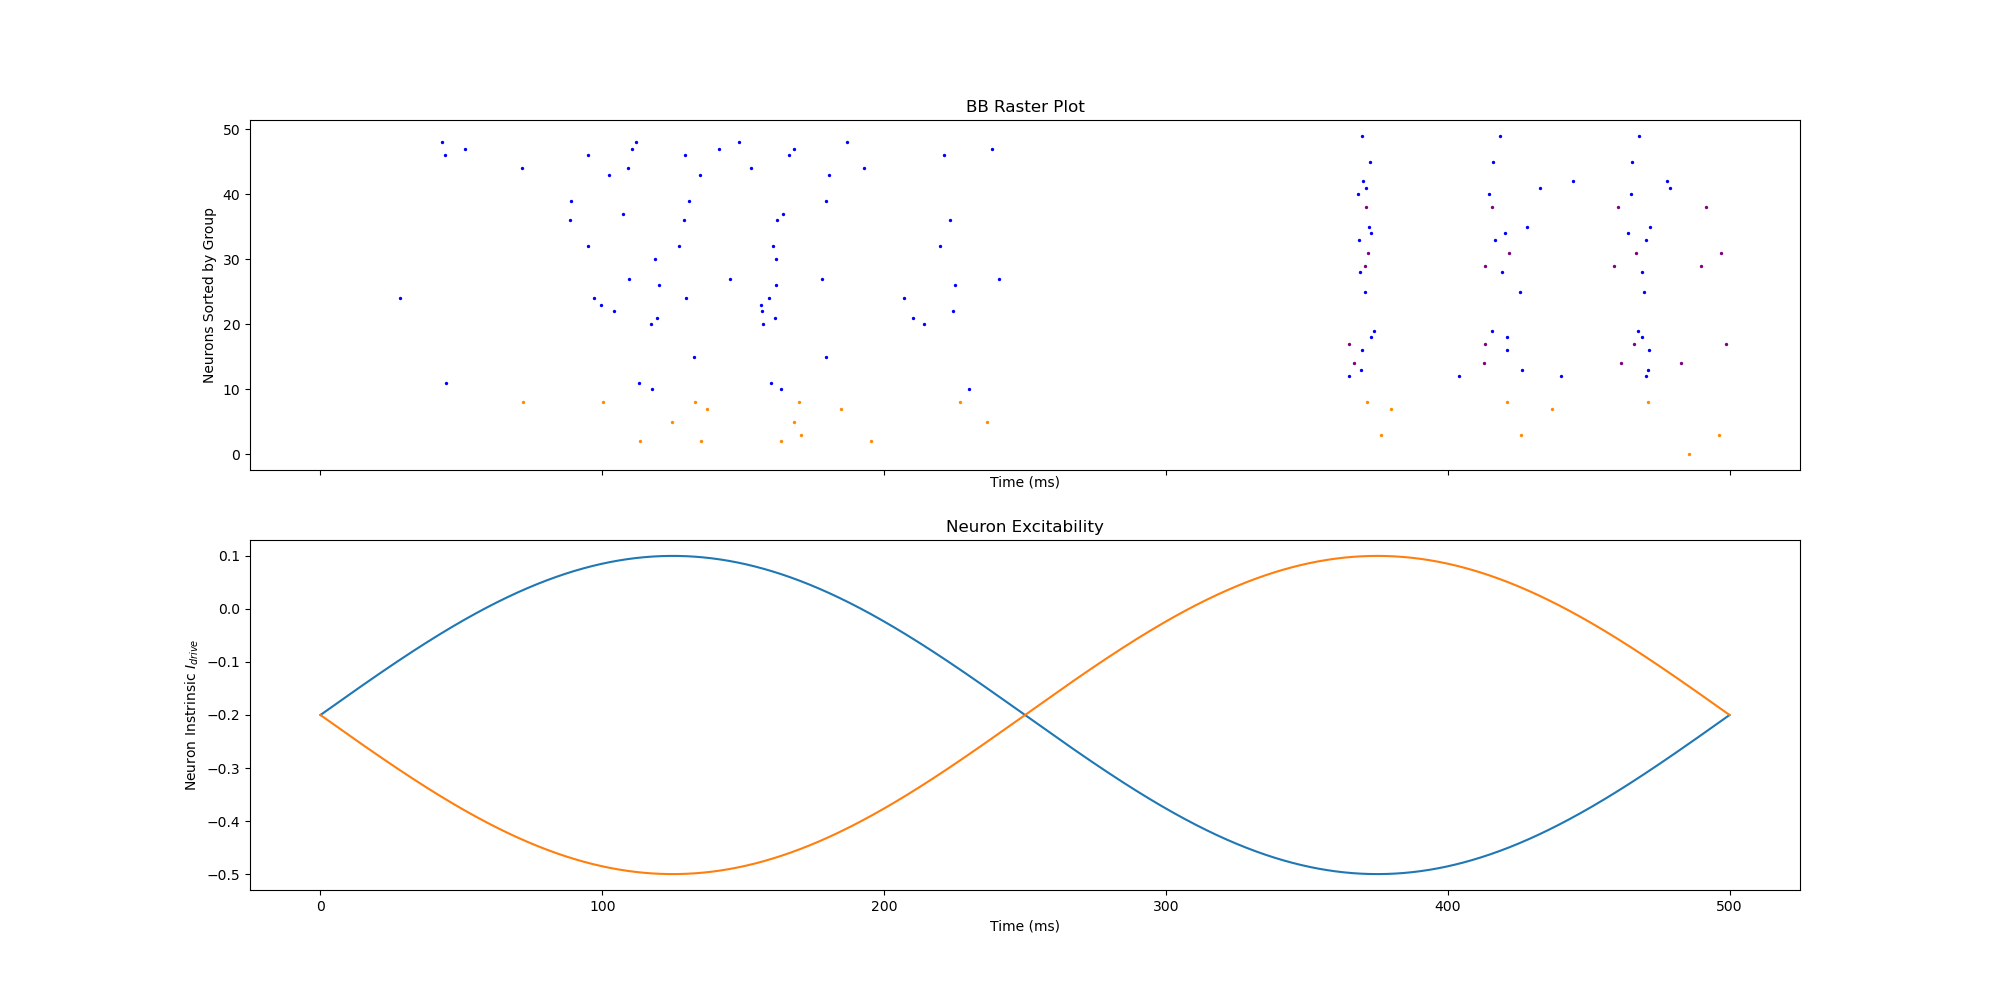 BB Raster Plot
50
40
30
20
10
0
Neurons Sorted by Group
Time (ms)
Neuron Excitability
0.1
0.0
−0.1
−0.2
−0.3
−0.4
−0.5
Neuron Instrinsic I_drive
0 100 200 300 400 500
Time (ms)